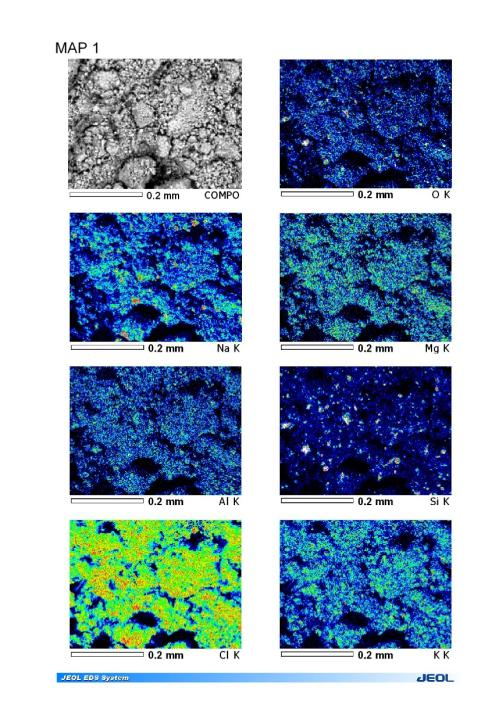 MAP 1
0.2 mm COMPO
0.2 mm O K
0.2 mm Na K
0.2 mm Mg K
0.2 mm Al K
0.2 mm Si K
0.2 mm Cl K
0.2 mm K K
JEOL EDS System JEOL